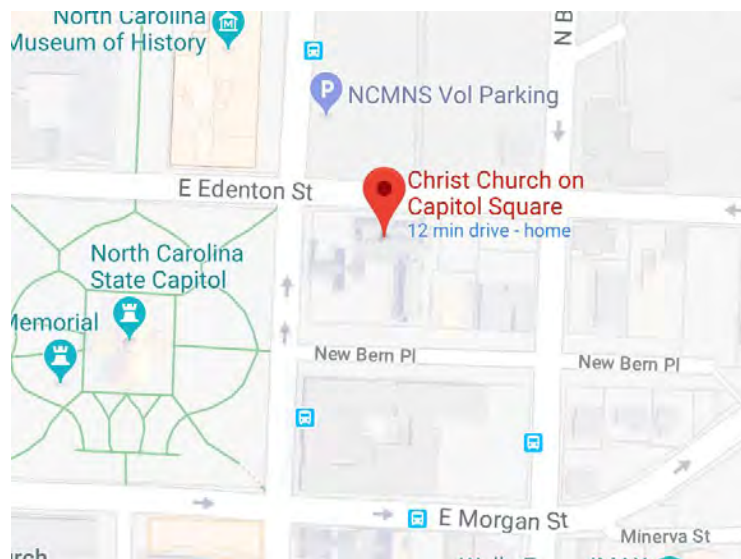 North Carolina
Museum of History
N B
P
NCMNS Vol Parking
E Edenton St
Christ Church on
Capitol Square
12 min drive - home
North Carolina
State Capitol
Memorial
New Bern Pl
New Bern Pl
E Morgan St
Minerva St
urch